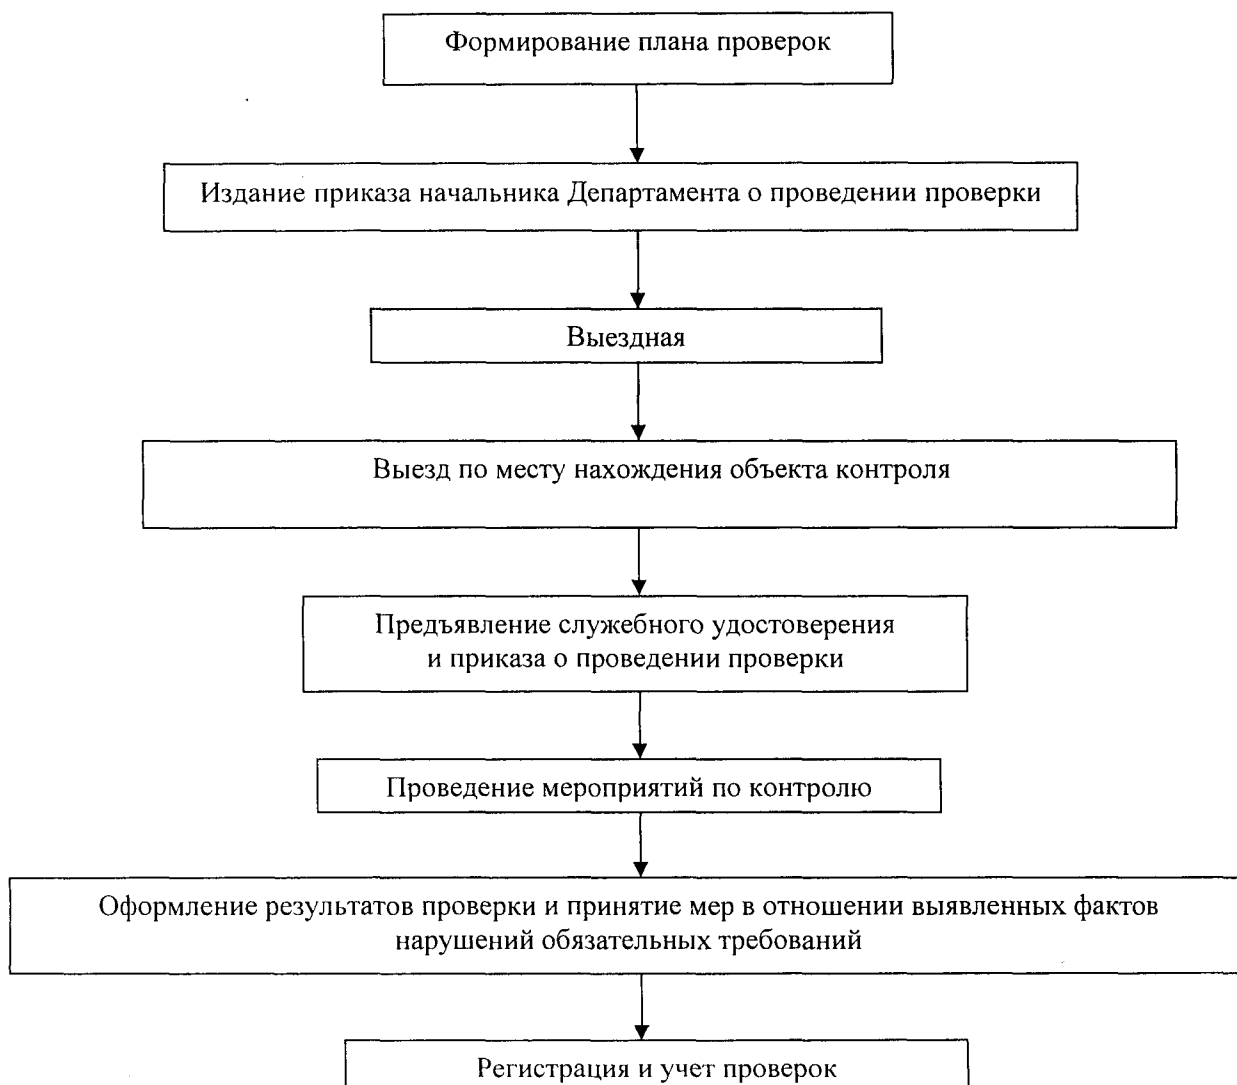 Формирование плана проверок
Издание приказа начальника Департамента о проведении проверки
Выездная
Выезд по месту нахождения объекта контроля
Предъявление служебного удостоверения
и приказа о проведении проверки
Проведение мероприятий по контролю
Оформление результатов проверки и принятие мер в отношении выявленных фактов
нарушений обязательных требований
Регистрация и учет проверок